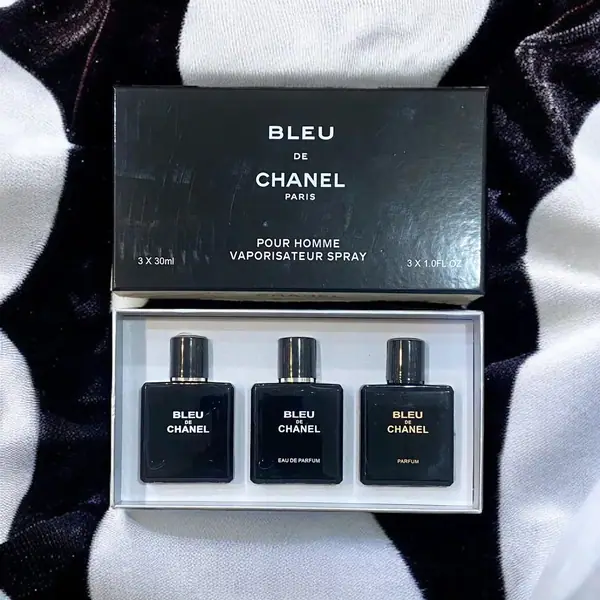 BLEU
DE
CHANEL
PARIS
POUR HOMME
VAPORISATEUR SPRAY
3 X 30ml
3 X 1.0FL OZ
CHANEL
BLEU
DE
CHANEL
BLEU
DE
CHANEL
EAU DE PARFUM
BLEU
DE
CHANEL
PARFUM